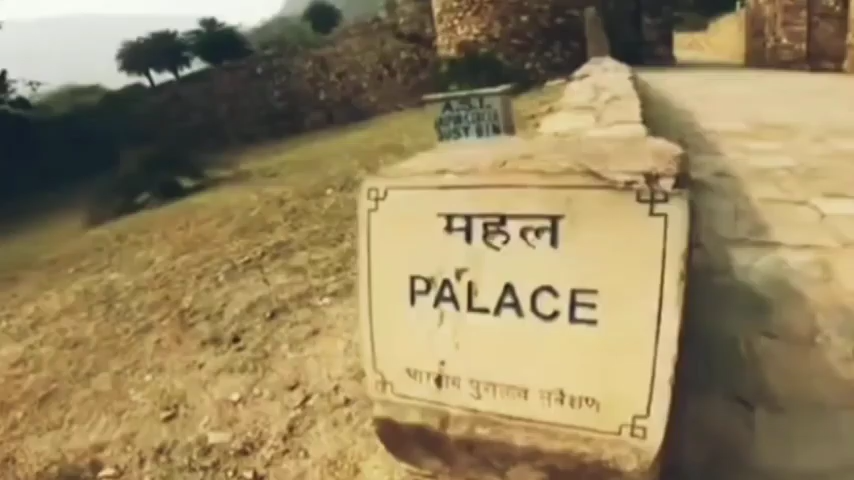 A.S.I.
DUST BIN
महल
PALACE
भारतीय पुरातत्व सर्वेक्षण